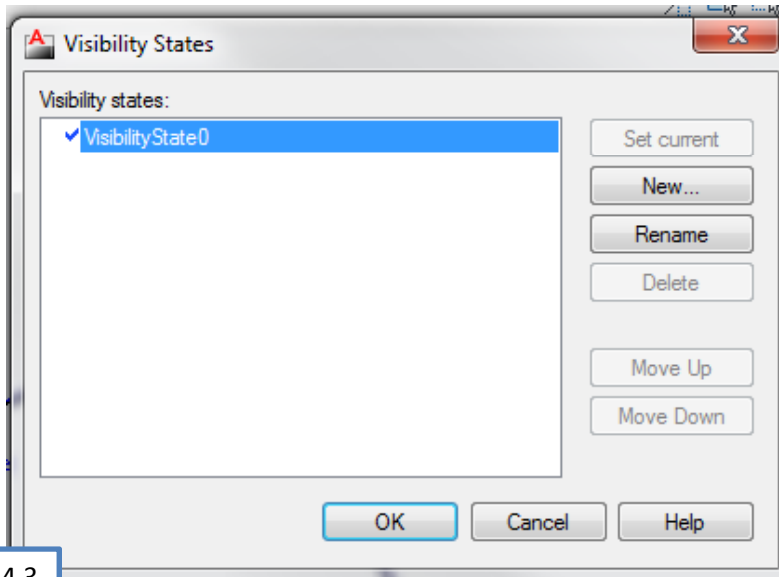 Visibility States
Visibility states:
VisibilityState0
Set current
New...
Rename
Delete
Move Up
Move Down
OK
Cancel
Help